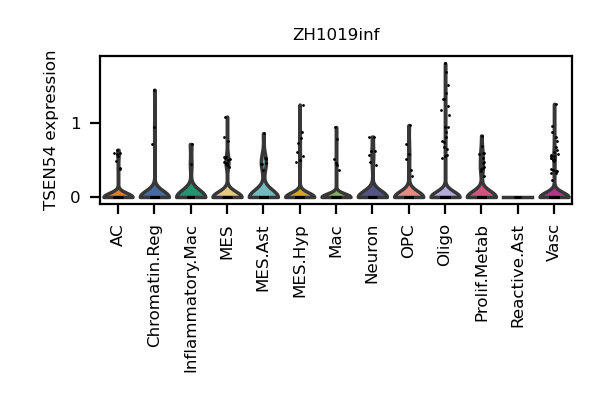 ZH1019inf
TSEN54 expression
1
0
AC
Chromatin.Reg
Inflammatory.Mac
MES
MES.Ast
MES.Hyp
Mac
Neuron
OPC
Oligo
Prolif.Metab
Reactive.Ast
Vasc